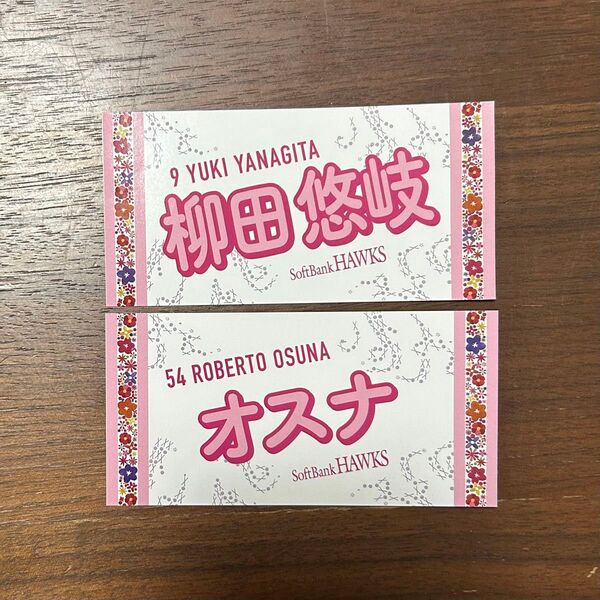 9 YUKI YANAGITA
柳田 悠岐
SoftBank HAWKS
54 ROBERTO OSUNA
オスナ
SoftBank HAWKS